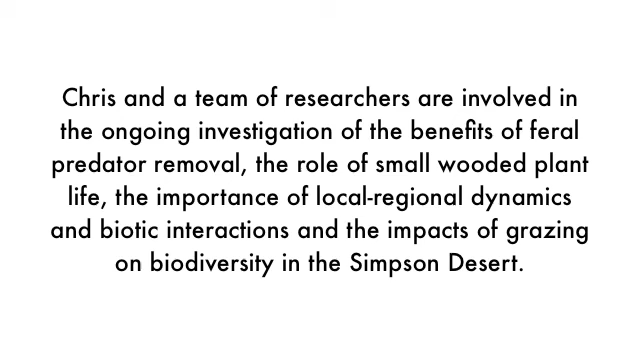 Chris and a team of researchers are involved in
the ongoing investigation of the benefits of feral
predator removal, the role of small wooded plant
life, the importance of local-regional dynamics
and biotic interactions and the impacts of grazing
on biodiversity in the Simpson Desert.